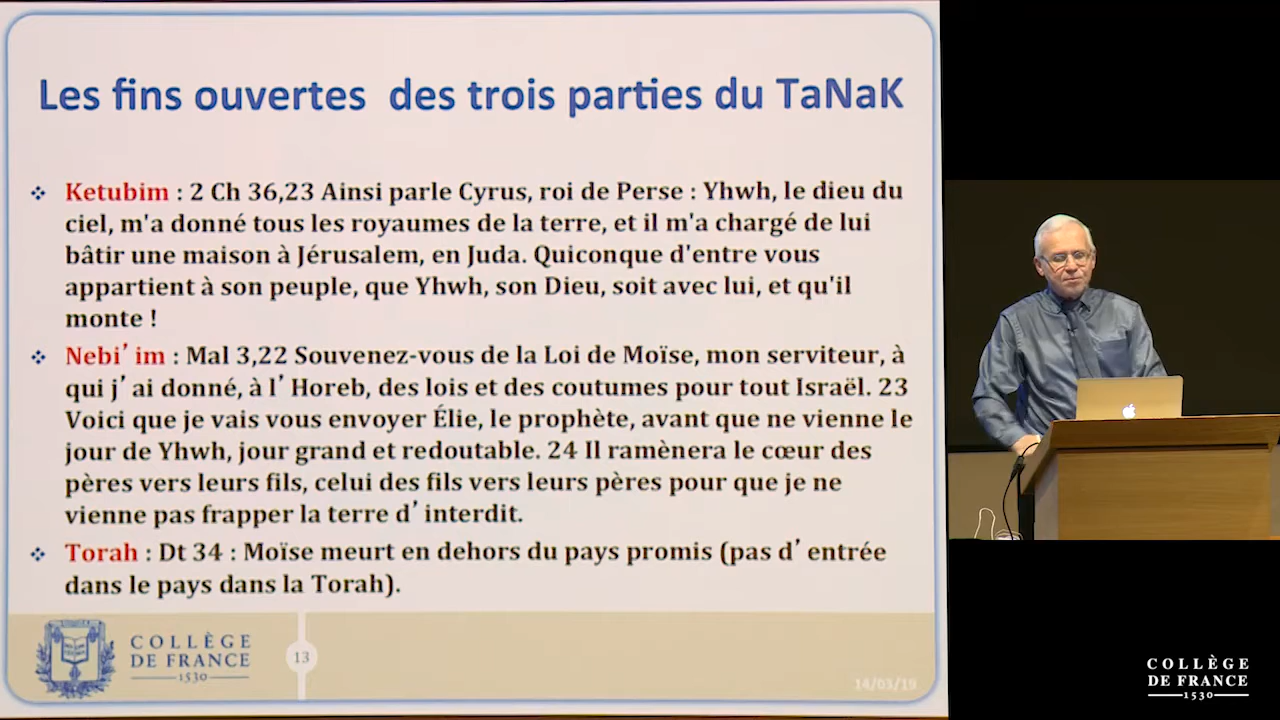 Les fins ouvertes des trois parties du TaNaK
❖ Ketubim : 2 Ch 36,23 Ainsi parle Cyrus, roi de Perse : Yhwh, le dieu du
ciel, m'a donné tous les royaumes de la terre, et il m'a chargé de lui
bâtir une maison à Jérusalem, en Juda. Quiconque d'entre vous
appartient à son peuple, que Yhwh, son Dieu, soit avec lui, et qu'il
monte !
❖ Nebi’im : Mal 3,22 Souvenez-vous de la Loi de Moïse, mon serviteur, à
qui j’ai donné, à l’Horeb, des lois et des coutumes pour tout Israël. 23
Voici que je vais vous envoyer Élie, le prophète, avant que ne vienne le
jour de Yhwh, jour grand et redoutable. 24 Il ramènera le cœur des
pères vers leurs fils, celui des fils vers leurs pères pour que je ne
vienne pas frapper la terre d’interdit.
❖ Torah : Dt 34 : Moïse meurt en dehors du pays promis (pas d’entrée
dans le pays dans la Torah).
COLLÈGE
DE FRANCE
1530
13
14/03/19
COLLÈGE
DE FRANCE
1530